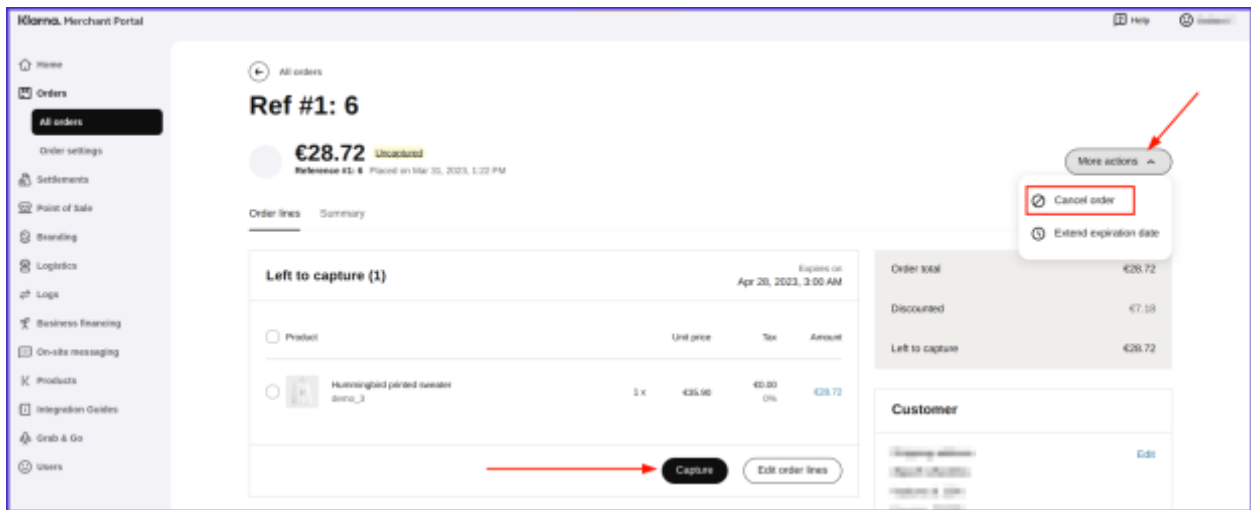 Klarna. Merchant Portal
Help
Home
Orders
All orders
Order settings
Settlements
Point of Sale
Branding
Logistics
Logs
Business financing
On-site messaging
Products
Integration Guides
Grab & Go
Users
All orders
Ref #1: 6
€28.72 Uncaptured
Reference #1: 6 Placed on Mar 31, 2023, 1:22 PM
More actions
Cancel order
Extend expiration date
Order lines Summary
Left to capture (1)
Expires on
Apr 28, 2023, 3:00 AM
Product Unit price Tax Amount
Hummingbird printed sweater
demo_3
1 x €35.90 €0.00 €28.72
0%
Capture Edit order lines
Order total €28.72
Discounted €7.18
Left to capture €28.72
Customer
Edit